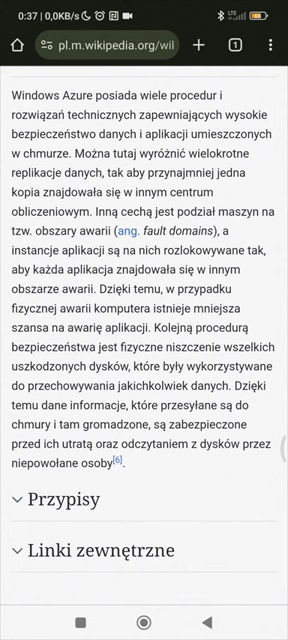 0:37 | 0,0KB/s
LTE
pl.m.wikipedia.org/wil
1
Windows Azure posiada wiele procedur i
rozwiązań technicznych zapewniających wysokie
bezpieczeństwo danych i aplikacji umieszczonych
w chmurze. Można tutaj wyróżnić wielokrotne
replikacje danych, tak aby przynajmniej jedna
kopia znajdowała się w innym centrum
obliczeniowym. Inną cechą jest podział maszyn na
tzw. obszary awarii (ang. fault domains), a
instancje aplikacji są na nich rozlokowywane tak,
aby każda aplikacja znajdowała się w innym
obszarze awarii. Dzięki temu, w przypadku
fizycznej awarii komputera istnieje mniejsza
szansa na awarię aplikacji. Kolejną procedurą
bezpieczeństwa jest fizyczne niszczenie wszelkich
uszkodzonych dysków, które były wykorzystywane
do przechowywania jakichkolwiek danych. Dzięki
temu dane informacje, które przesyłane są do
chmury i tam gromadzone, są zabezpieczone
przed ich utratą oraz odczytaniem z dysków przez
niepowołane osoby[6].
Przypisy
Linki zewnętrzne